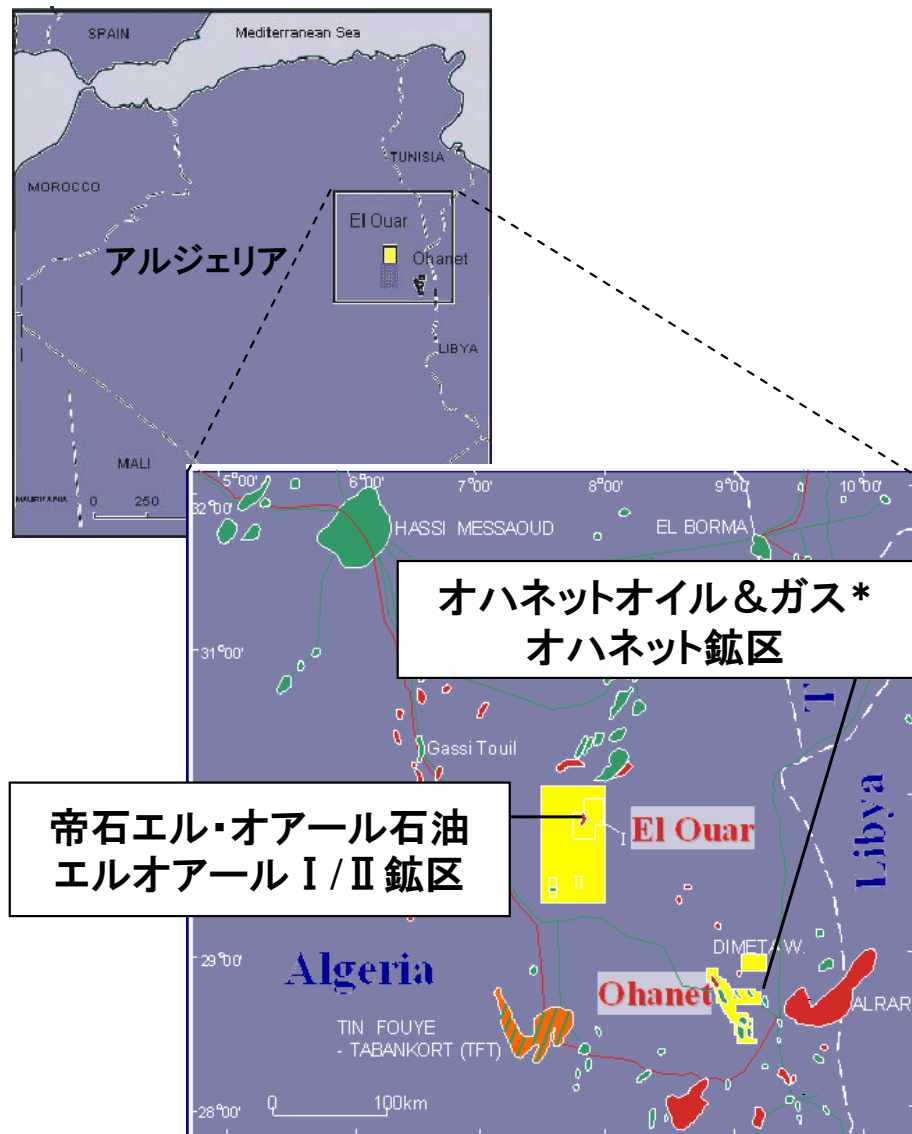 SPAIN
Mediterranean Sea
TUNISIA
MOROCCO
El Ouar
アルジェリア
Ohanet
LIBYA
MALI
MAURITANIA
0 250
5°00' 6°00' 7°00' 8°00' 9°00' 10°00'
32°00'
HASSI MESSAOUD
EL BORMA
オハネットオイル＆ガス*
オハネット鉱区
31°00'
T
Gassi Touil
Libya
帝石エル・オアール石油
エルオアールⅠ/Ⅱ鉱区
I
El Ouar
II
DIMETA W.
29°00'
Algeria
Ohanet
ALRAR
TIN FOUYE
- TABANKORT (TFT)
28°00'
0 100km